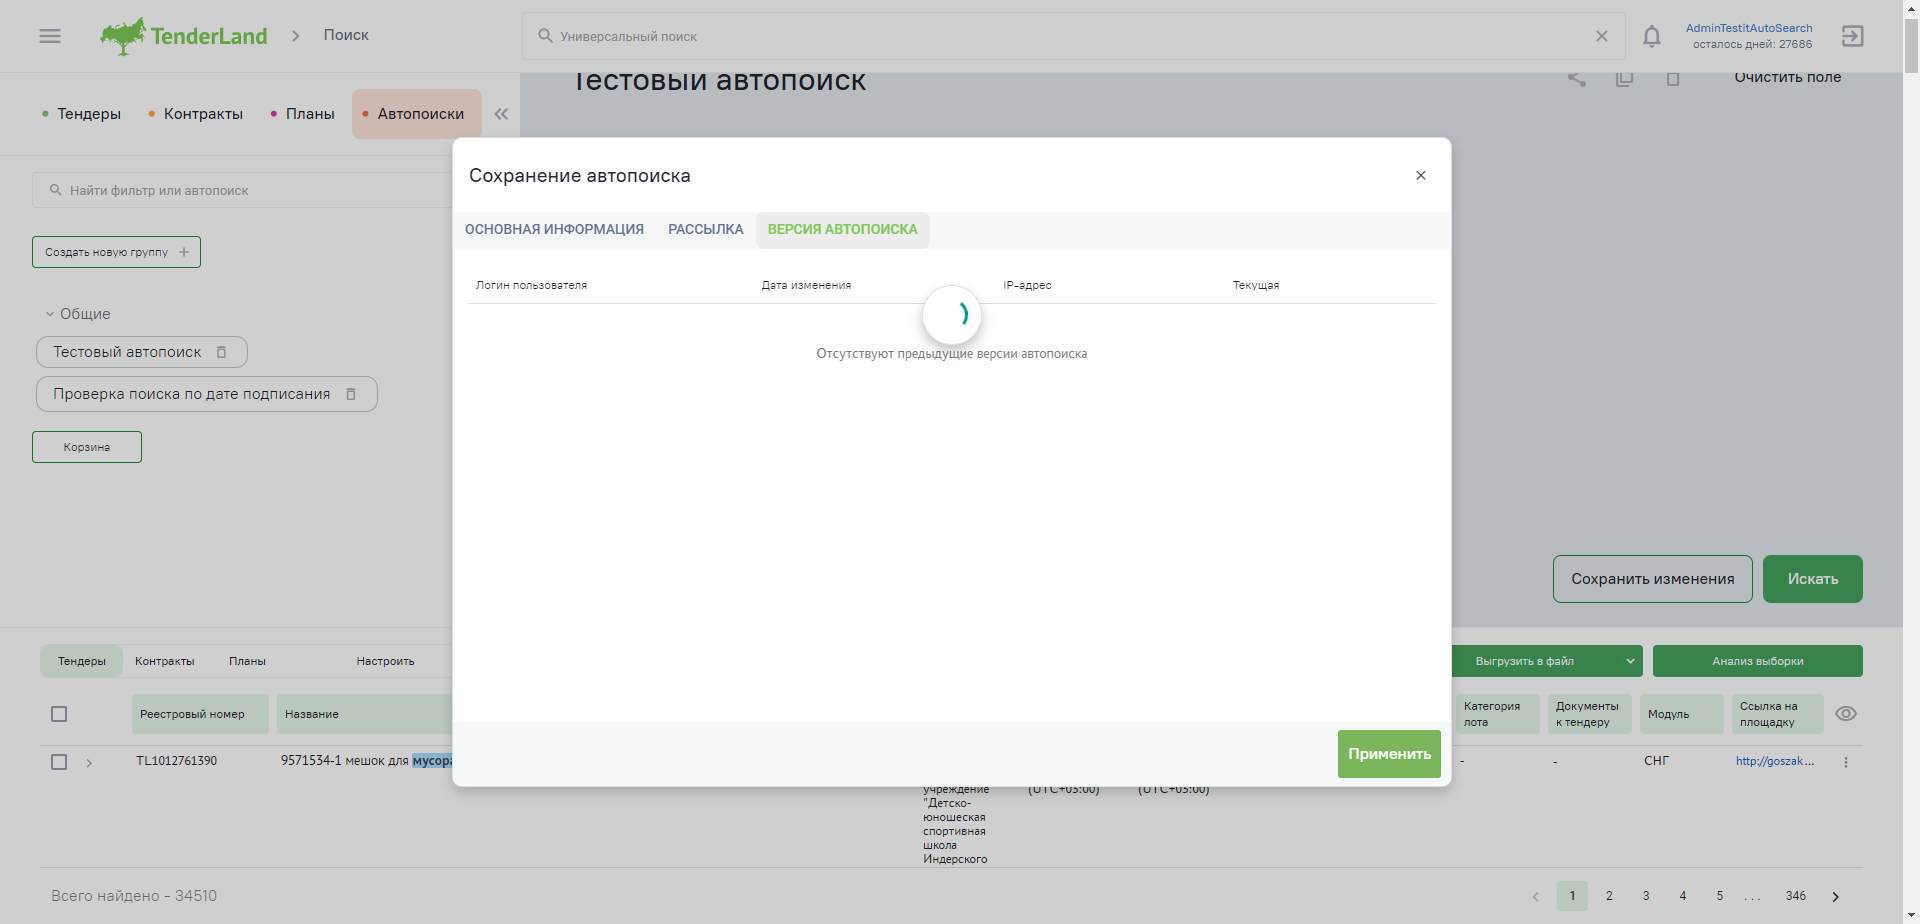 TenderLand
Поиск
Универсальный поиск
AdminTestitAutoSearch
осталось дней: 27686
Тестовый автопоиск
Очистить поле
Тендеры
Контракты
Планы
Автопоиски
Найти фильтр или автопоиск
Создать новую группу
Общие
Тестовый автопоиск
Проверка поиска по дате подписания
Корзина
Сохранение автопоиска
ОСНОВНАЯ ИНФОРМАЦИЯ РАССЫЛКА ВЕРСИЯ АВТОПОИСКА
Логин пользователя Дата изменения IP-адрес Текущая
Отсутствуют предыдущие версии автопоиска
Применить
Сохранить изменения
Искать
Тендеры Контракты Планы Настроить
Выгрузить в файл
Анализ выборки
Реестровый номер
Название
Категория
лота
Документы
к тендеру
Модуль
Ссылка на
площадку
TL1012761390 9571534-1 мешок для мусора - - СНГ http://goszak...
учреждение (UTC+03:00) (UTC+03:00)
"Детско-
юношеская
спортивная
школа
Индерского
Всего найдено - 34510
1 2 3 4 5 ... 346